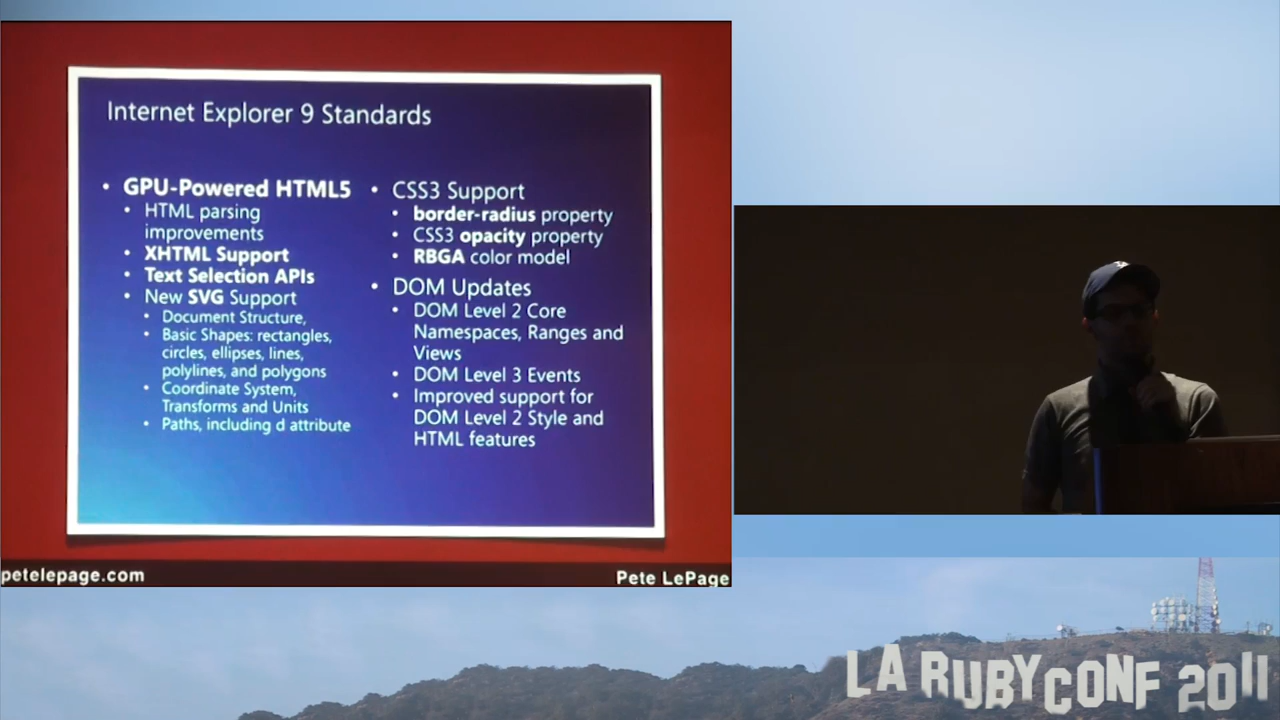 Internet Explorer 9 Standards
• GPU-Powered HTML5
• HTML parsing
improvements
• XHTML Support
• Text Selection APIs
• New SVG Support
• Document Structure,
• Basic Shapes: rectangles,
circles, ellipses, lines,
polylines, and polygons
• Coordinate System,
Transforms and Units
• Paths, including d attribute
• CSS3 Support
• border-radius property
• CSS3 opacity property
• RBGA color model
• DOM Updates
• DOM Level 2 Core
Namespaces, Ranges and
Views
• DOM Level 3 Events
• Improved support for
DOM Level 2 Style and
HTML features
petelepage.com
Pete LePage
LA RUBYCONF 2011